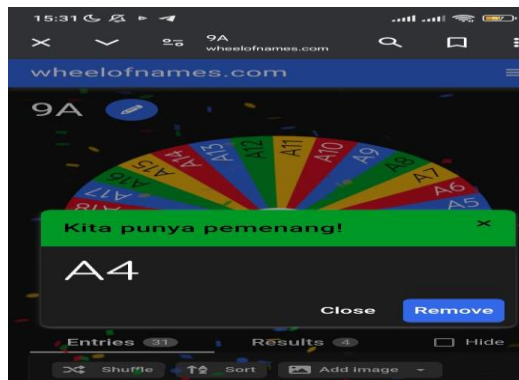 15:31
9A
wheelofnames.com
wheelofnames.com
9A
A18
A17
A16
A15
A14
A13
A12
A11
A10
A9
A8
A7
A6
A5
Kita punya pemenang!
A4
Close Remove
Entries 31 Results 4 Hide
Shuffle Sort Add image